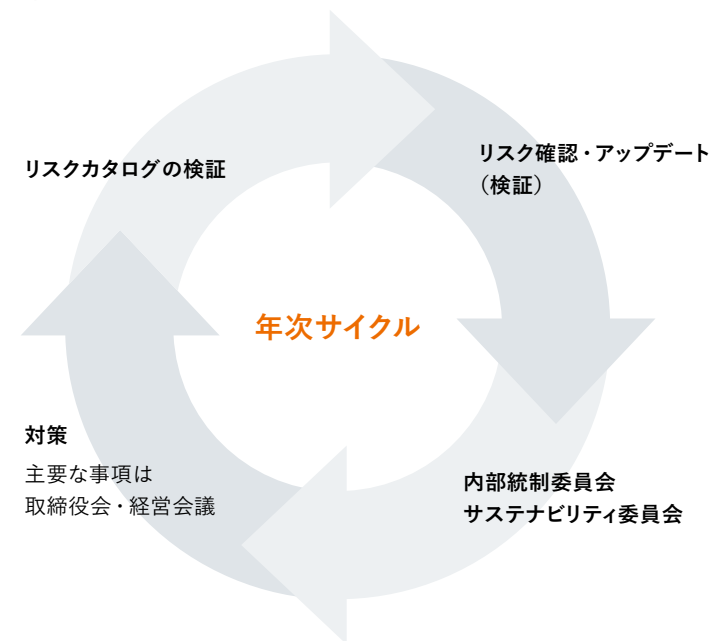 リスクカタログの検証
リスク確認・アップデート
（検証）
年次サイクル
対策
主要な事項は
取締役会・経営会議
内部統制委員会
サステナビリティ委員会